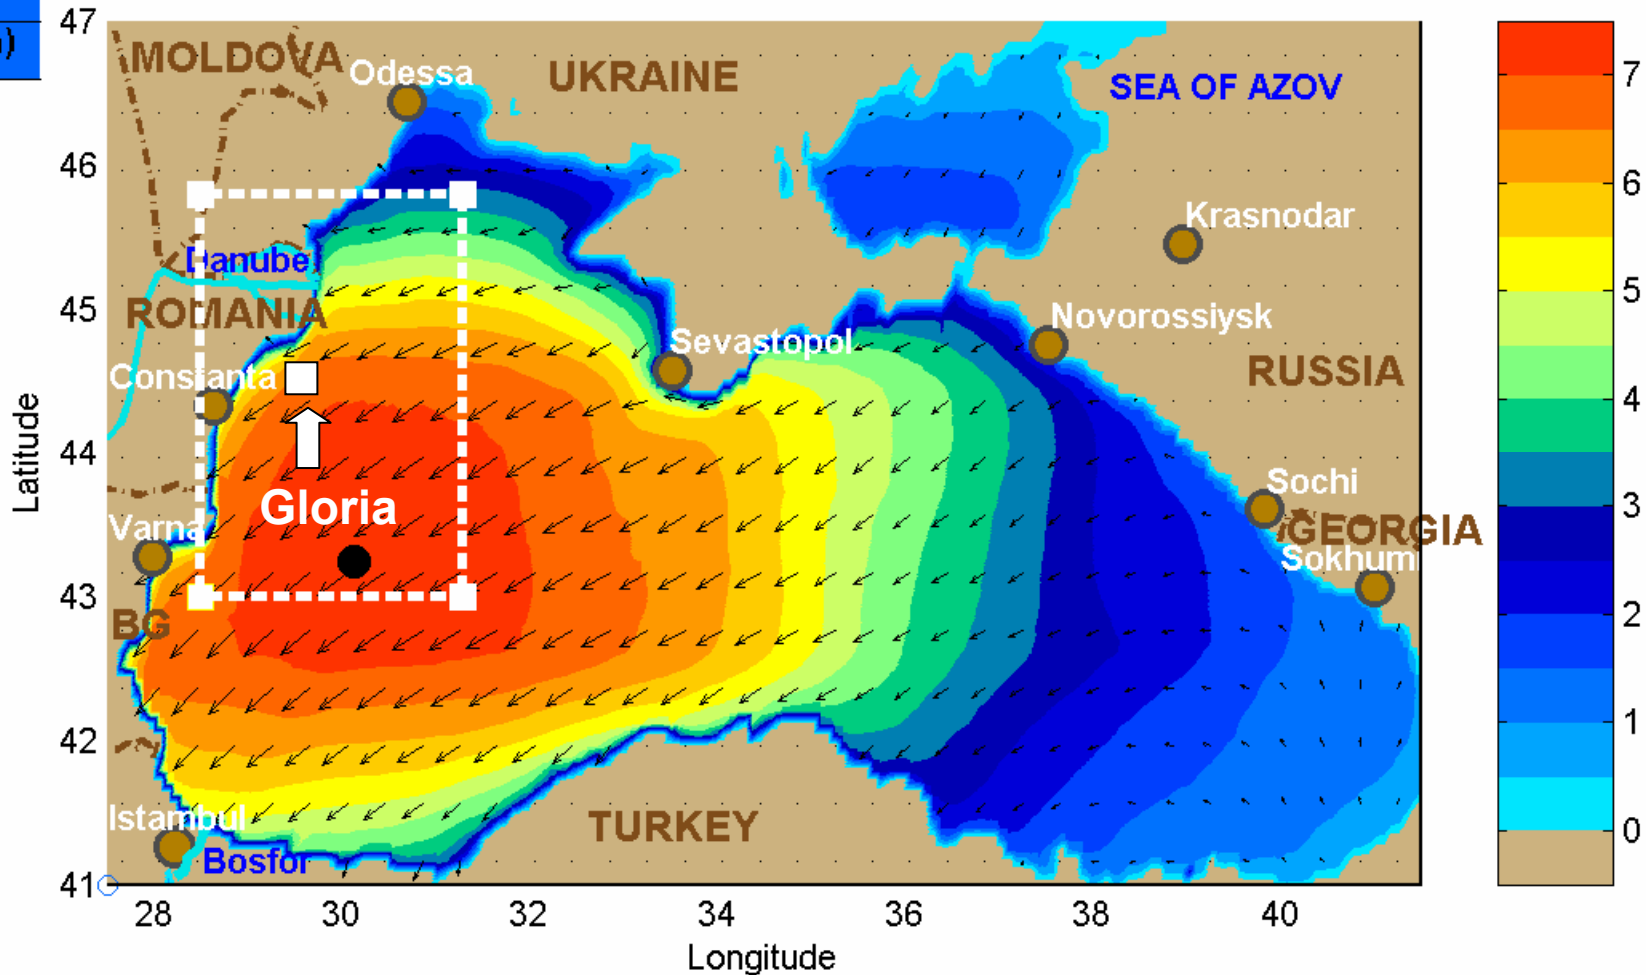 )
47
MOLDOVA
Odessa
UKRAINE
SEA OF AZOV
7
46
6
Krasnodar
Danube
45
ROMANIA
Novorossiysk
5
Sevastopol
RUSSIA
Constanta
4
44
Latitude
Gloria
Sochi
Varna
GEORGIA
3
Sokhumi
43
BG
2
42
1
Istambul
TURKEY
0
Bosfor
41
28
30
32
34
36
38
40
Longitude